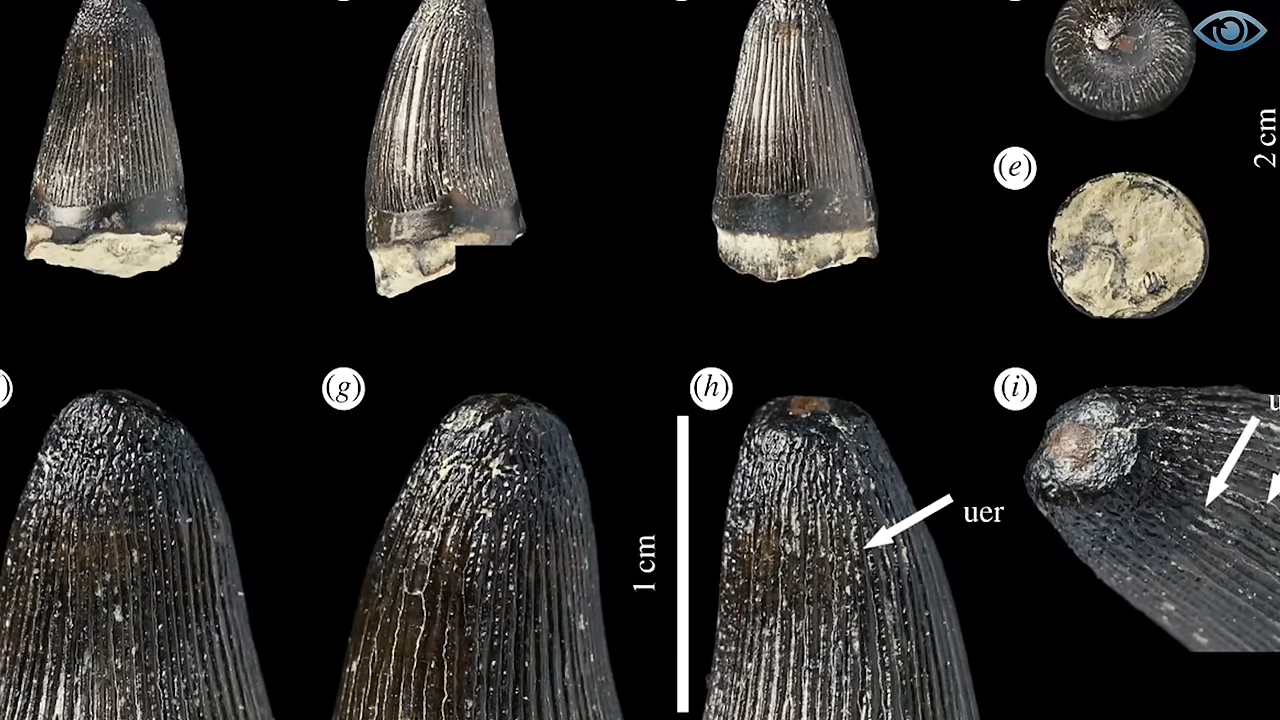 2 cm
(e)
(g)
(h)
(i)
uer
1 cm